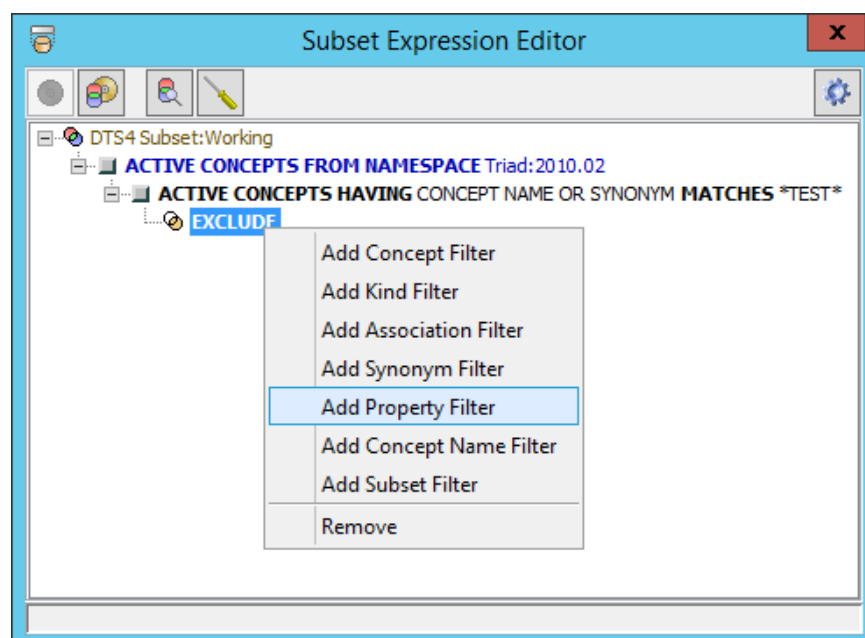 Subset Expression Editor
x
DTS4 Subset:Working
ACTIVE CONCEPTS FROM NAMESPACE Triad:2010.02
ACTIVE CONCEPTS HAVING CONCEPT NAME OR SYNONYM MATCHES *TEST*
EXCLUDE
Add Concept Filter
Add Kind Filter
Add Association Filter
Add Synonym Filter
Add Property Filter
Add Concept Name Filter
Add Subset Filter
Remove